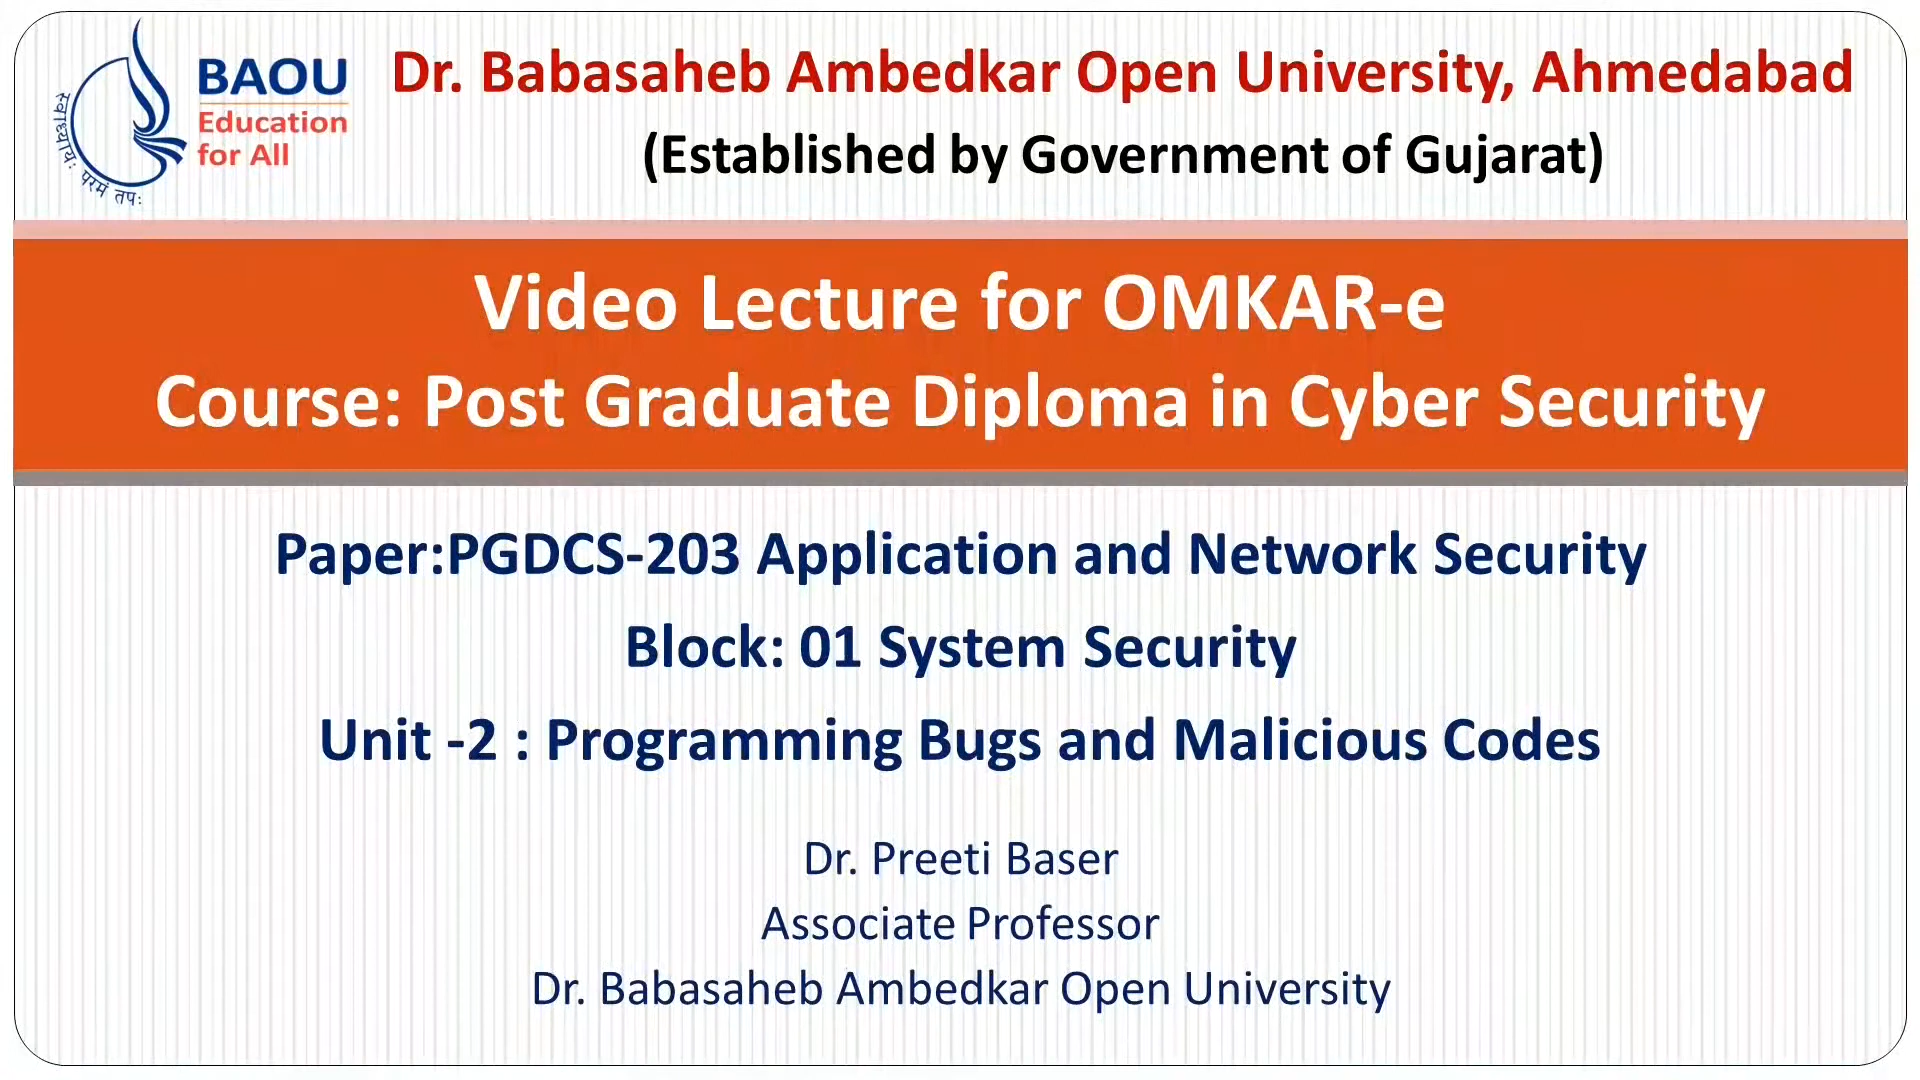 BAOU
Education
for All
स्वाध्यायः परमं तपः
Dr. Babasaheb Ambedkar Open University, Ahmedabad
(Established by Government of Gujarat)
Video Lecture for OMKAR-e
Course: Post Graduate Diploma in Cyber Security
Paper:PGDCS-203 Application and Network Security
Block: 01 System Security
Unit -2 : Programming Bugs and Malicious Codes
Dr. Preeti Baser
Associate Professor
Dr. Babasaheb Ambedkar Open University